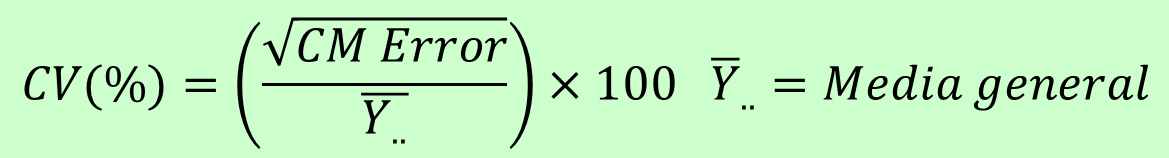 CV(%) = (√CM Error / Y̅..) × 100 Y̅.. = Media general